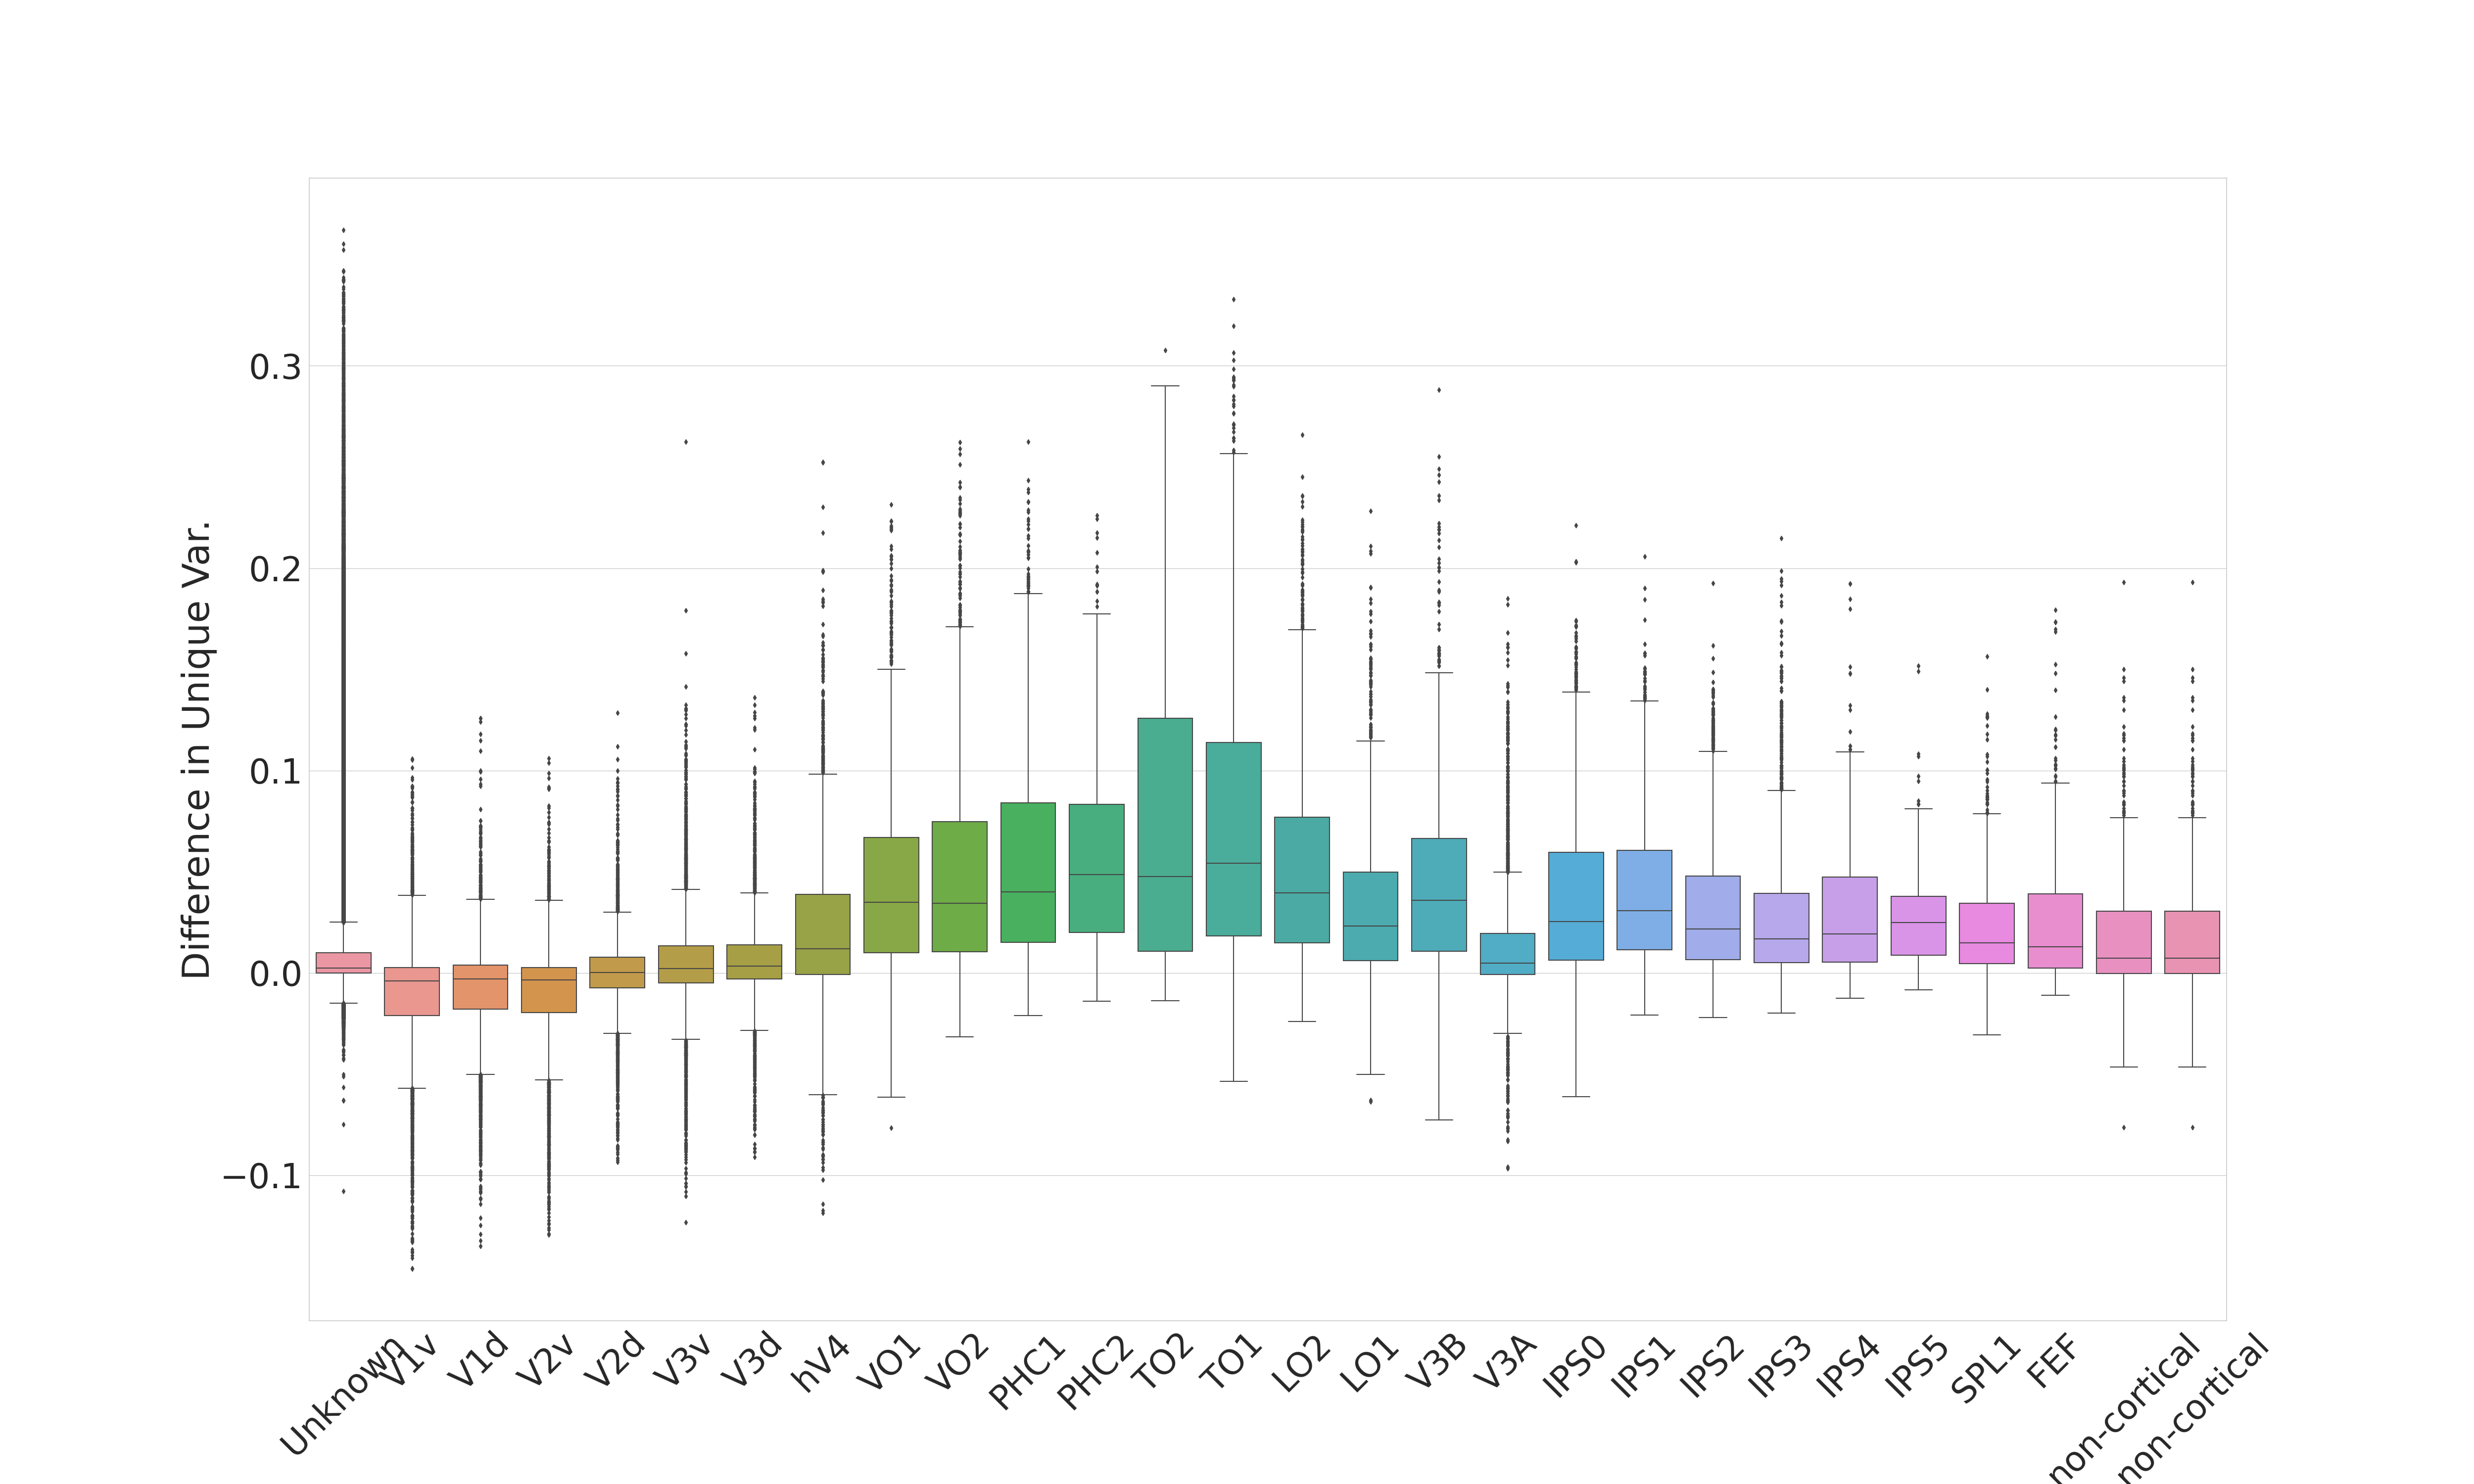 Difference in Unique Var.
0.3
0.2
0.1
0.0
−0.1
Unknown
V1v
V1d
V2v
V2d
V3v
V3d
hV4
VO1
VO2
PHC1
PHC2
TO2
TO1
LO2
LO1
V3B
V3A
IPS0
IPS1
IPS2
IPS3
IPS4
IPS5
SPL1
FEF
non-cortical
non-cortical